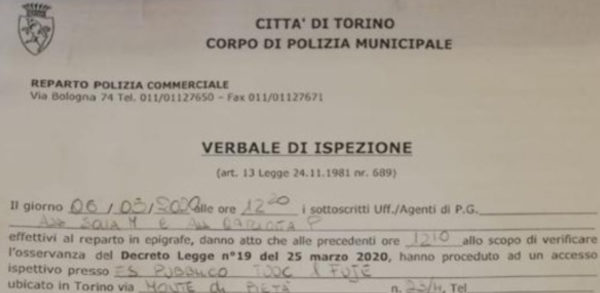 CITTA' DI TORINO
CORPO DI POLIZIA MUNICIPALE
REPARTO POLIZIA COMMERCIALE
Via Bologna 74 Tel. 011/01127650 - Fax 011/01127671
VERBALE DI ISPEZIONE
(art. 13 Legge 24.11.1981 nr. 689)
Il giorno 06/05/2020 alle ore 12 20 i sottoscritti Uff./Agenti di P.G.
effettivi al reparto in epigrafe, danno atto che alle precedenti ore 1210 allo scopo di verificare
l'osservanza del Decreto Legge n°19 del 25 marzo 2020, hanno proceduto ad un accesso
ispettivo presso ES PUBBLICO
ubicato in Torino via MONTE di PIETÀ n. Tel